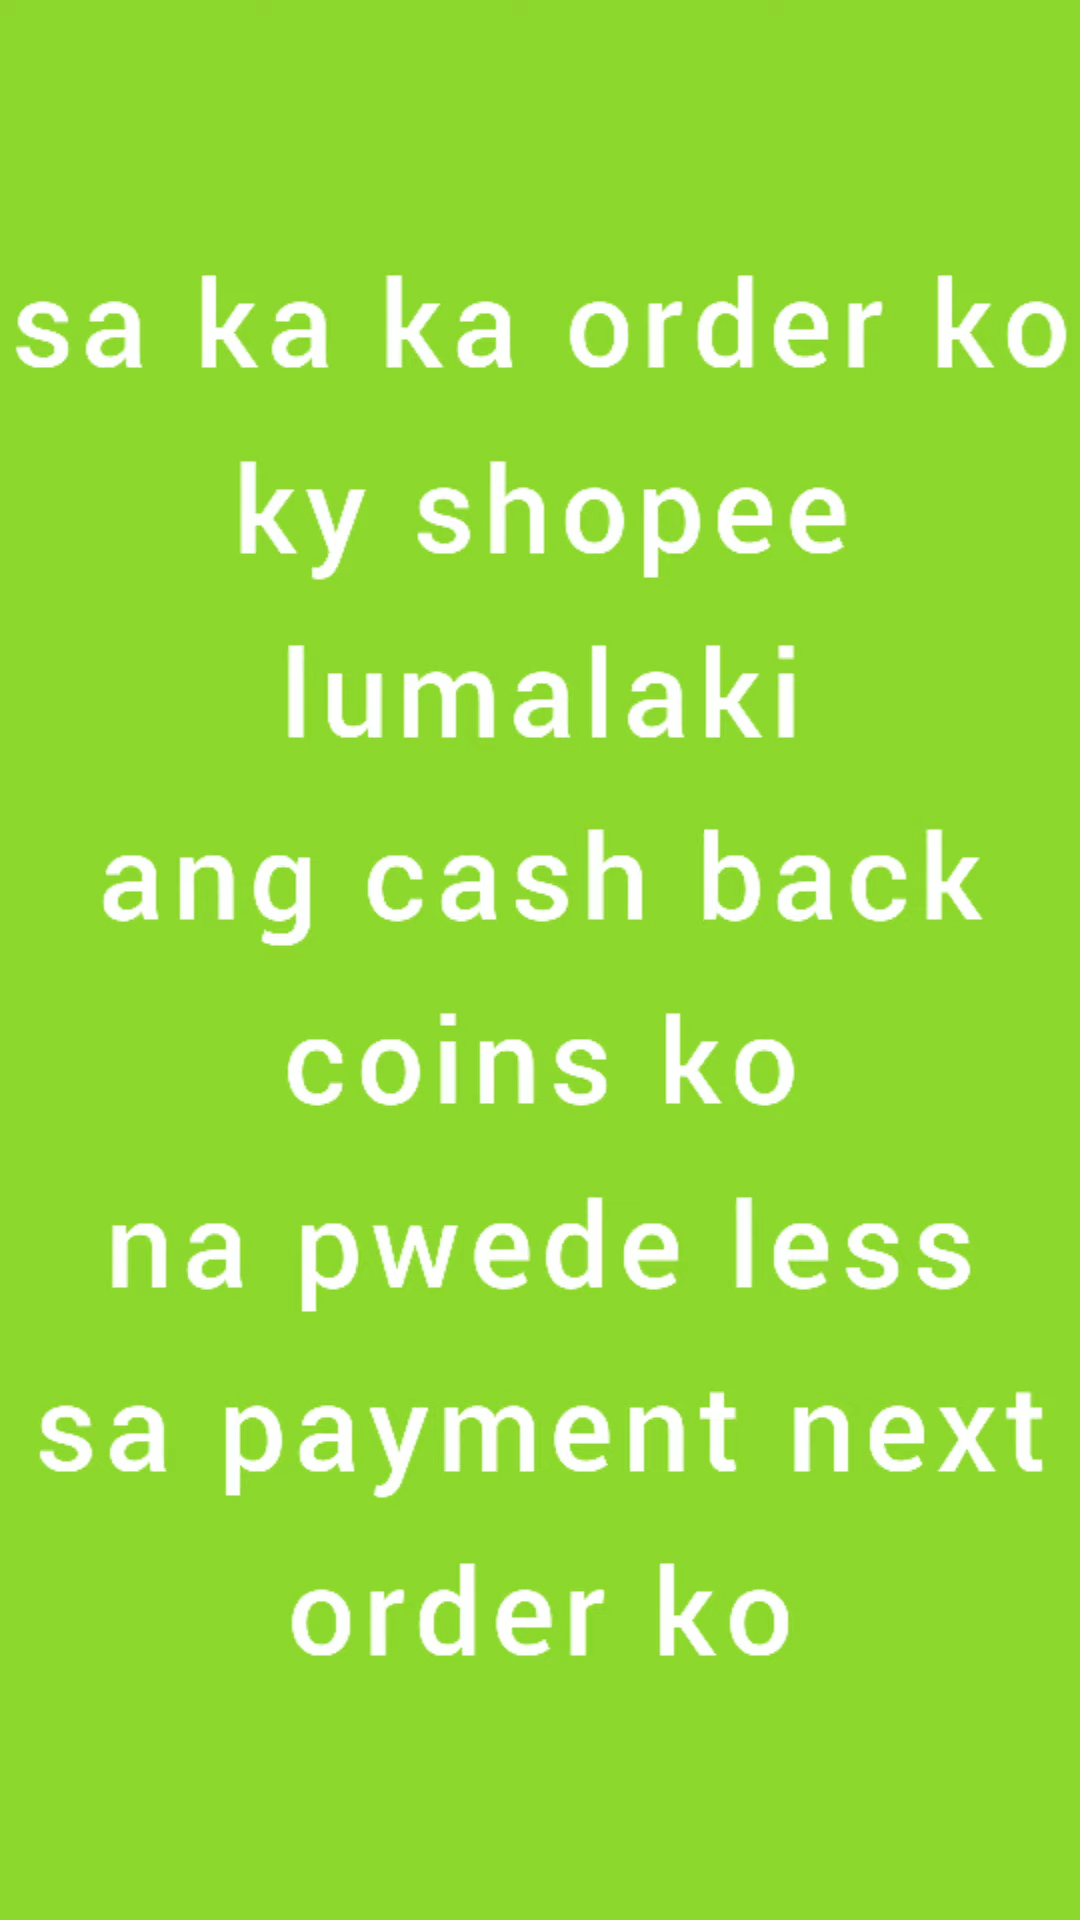 sa ka ka order ko
ky shopee
lumalaki
ang cash back
coins ko
na pwede less
sa payment next
order ko